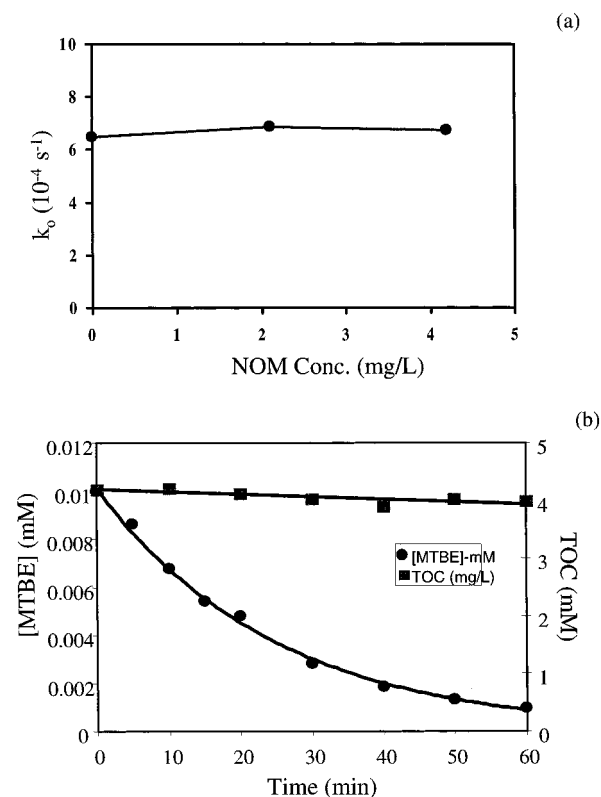 (a)
10
8
6
4
2
0
k₀ (10⁻⁴ s⁻¹)
0 1 2 3 4 5
NOM Conc. (mg/L)
(b)
0.012
0.01
0.008
0.006
0.004
0.002
0
[MTBE] (mM)
5
4
3
2
1
0
TOC (mM)
[MTBE]-mM
TOC (mg/L)
0 10 20 30 40 50 60
Time (min)